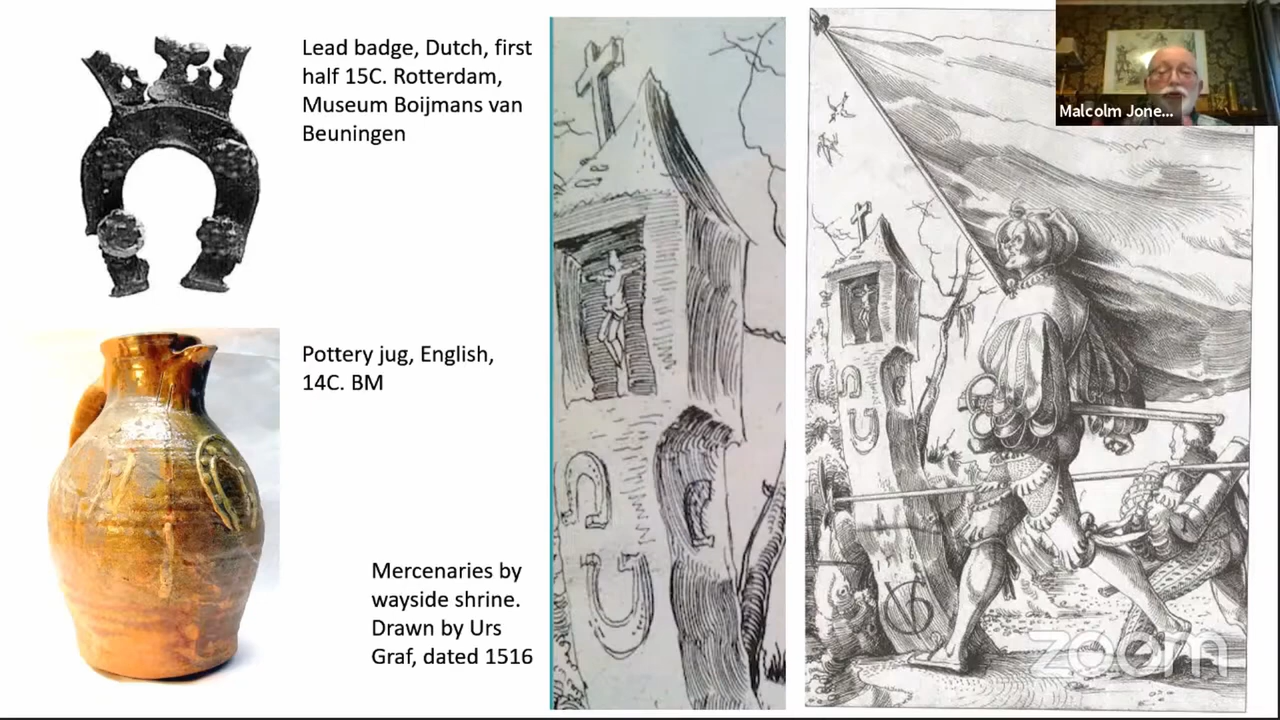 Lead badge, Dutch, first
half 15C. Rotterdam,
Museum Boijmans van
Beuningen
Malcolm Jone...
Pottery jug, English,
14C. BM
Mercenaries by
wayside shrine.
Drawn by Urs
Graf, dated 1516
zoom